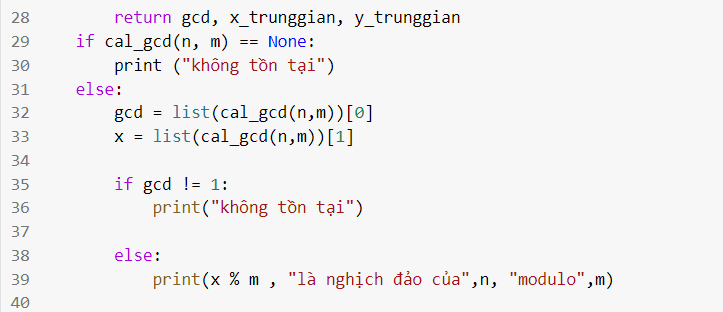 28 return gcd, x_trunggian, y_trunggian
29 if cal_gcd(n, m) == None:
30 print ("không tồn tại")
31 else:
32 gcd = list(cal_gcd(n,m))[0]
33 x = list(cal_gcd(n,m))[1]
34
35 if gcd != 1:
36 print("không tồn tại")
37
38 else:
39 print(x % m , "là nghịch đảo của",n, "modulo",m)
40